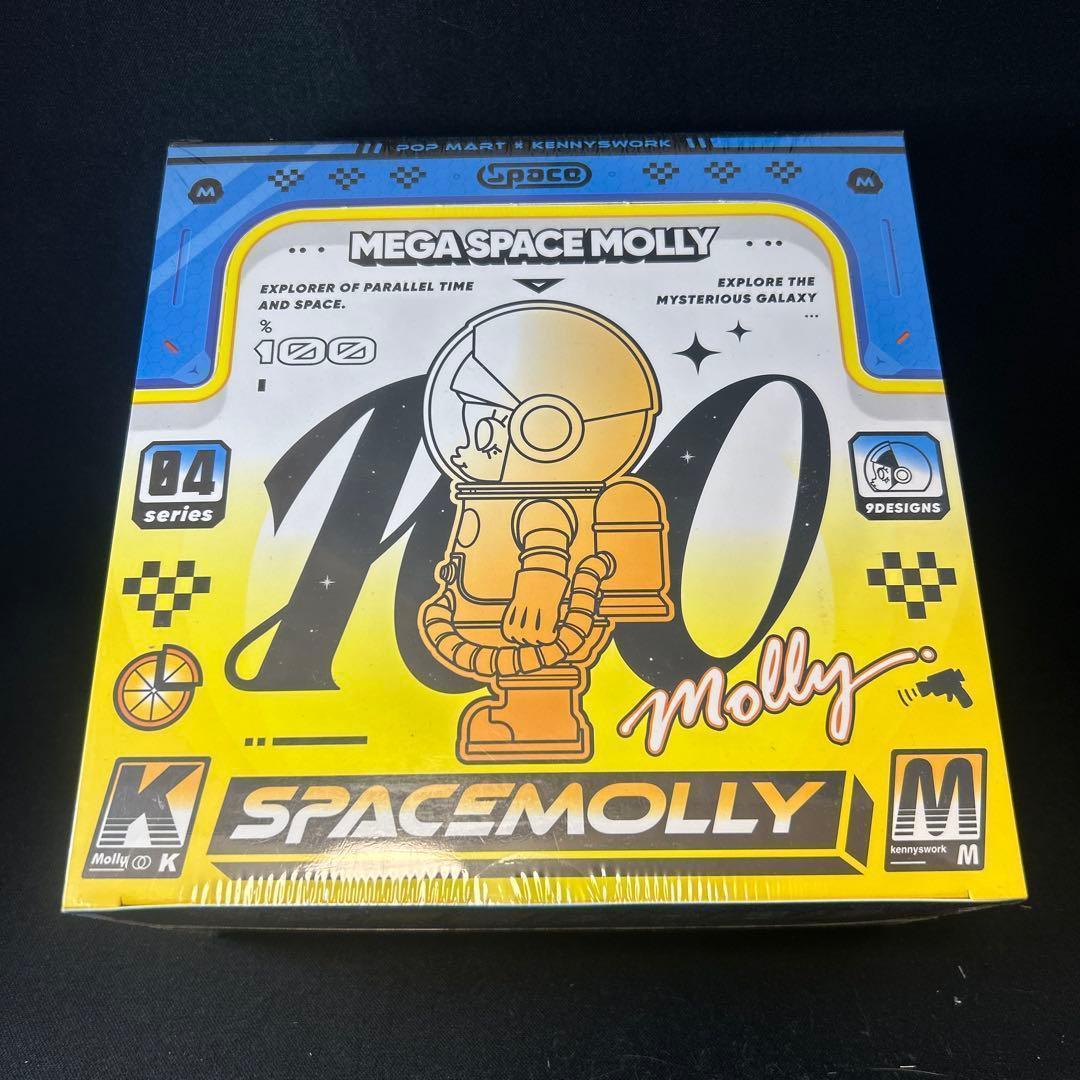 POP MART × KENNYSWORK
M
Space
M
MEGA SPACE MOLLY
EXPLORER OF PARALLEL TIME
AND SPACE.
EXPLORE THE
MYSTERIOUS GALAXY
...
%
100
100
04
series
9DESIGNS
Molly
K
Molly
K
SPACEMOLLY
M
kennyswork
M